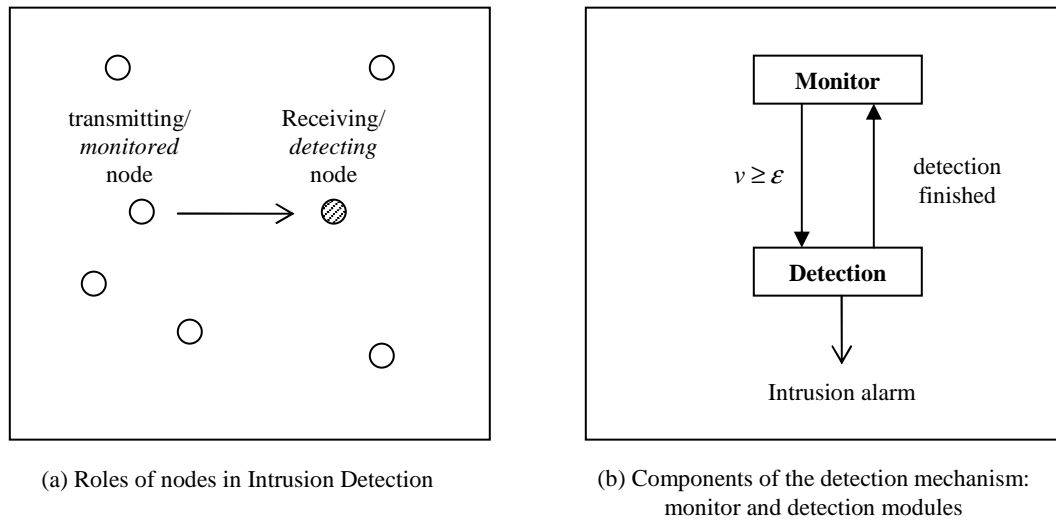 transmitting/
monitored
node
Receiving/
detecting
node
(a) Roles of nodes in Intrusion Detection
Monitor
v ≥ ε
detection
finished
Detection
Intrusion alarm
(b) Components of the detection mechanism:
monitor and detection modules